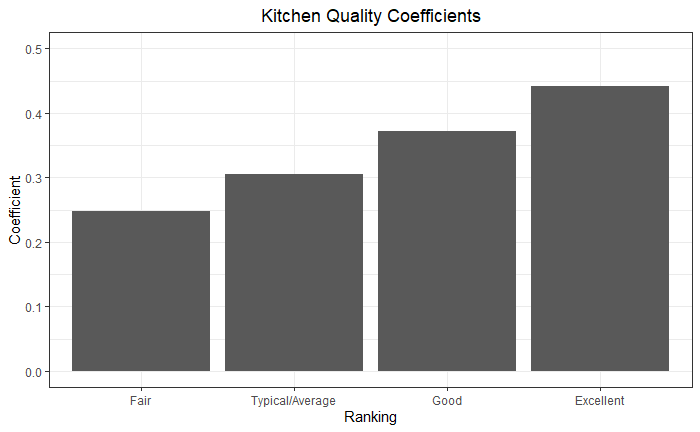 Kitchen Quality Coefficients
0.5
0.4
0.3
0.2
0.1
0.0
Coefficient
Fair Typical/Average Good Excellent
Ranking